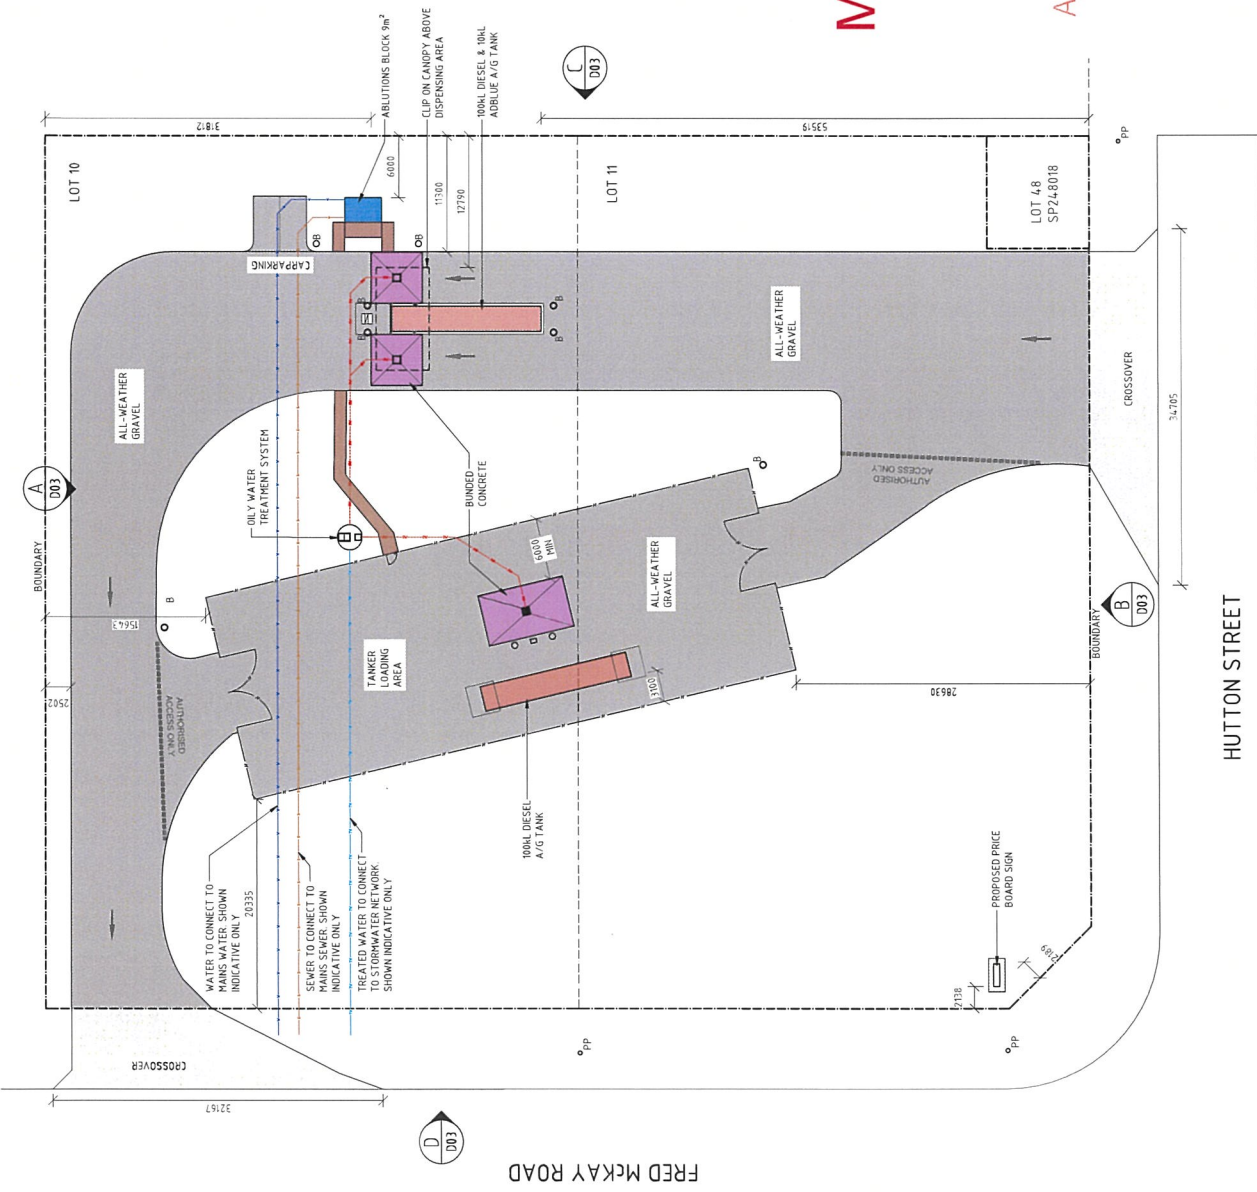 M
A
ABLUTIONS BLOCK 9m²
CLIP ON CANOPY ABOVE
DISPENSING AREA
100kL DIESEL & 10kL
ADBLUE A/G TANK
C
D03
31812
53519
LOT 10
6000
11300
12790
LOT 11
LOT 48
SP248018
PP
CARPARKING
B
B
B
B
B
B
ALL-WEATHER
GRAVEL
ALL-WEATHER
GRAVEL
CROSSOVER
34705
A
D03
BOUNDARY
OILY WATER
TREATMENT SYSTEM
BUNDED
CONCRETE
B
AUTHORISED
ACCESS ONLY
6000
MIN
ALL-WEATHER
GRAVEL
15643
B
2502
TANKER
LOADING
AREA
3100
28630
BOUNDARY
B
D03
HUTTON STREET
AUTHORISED
ACCESS ONLY
100kL DIESEL
A/G TANK
WATER TO CONNECT TO
MAINS WATER. SHOWN
INDICATIVE ONLY
20335
SEWER TO CONNECT TO
MAINS SEWER. SHOWN
INDICATIVE ONLY
TREATED WATER TO CONNECT
TO STORMWATER NETWORK.
SHOWN INDICATIVE ONLY
PROPOSED PRICE
BOARD SIGN
2138
2189
CROSSOVER
PP
PP
32167
D
D03
FRED McKAY ROAD